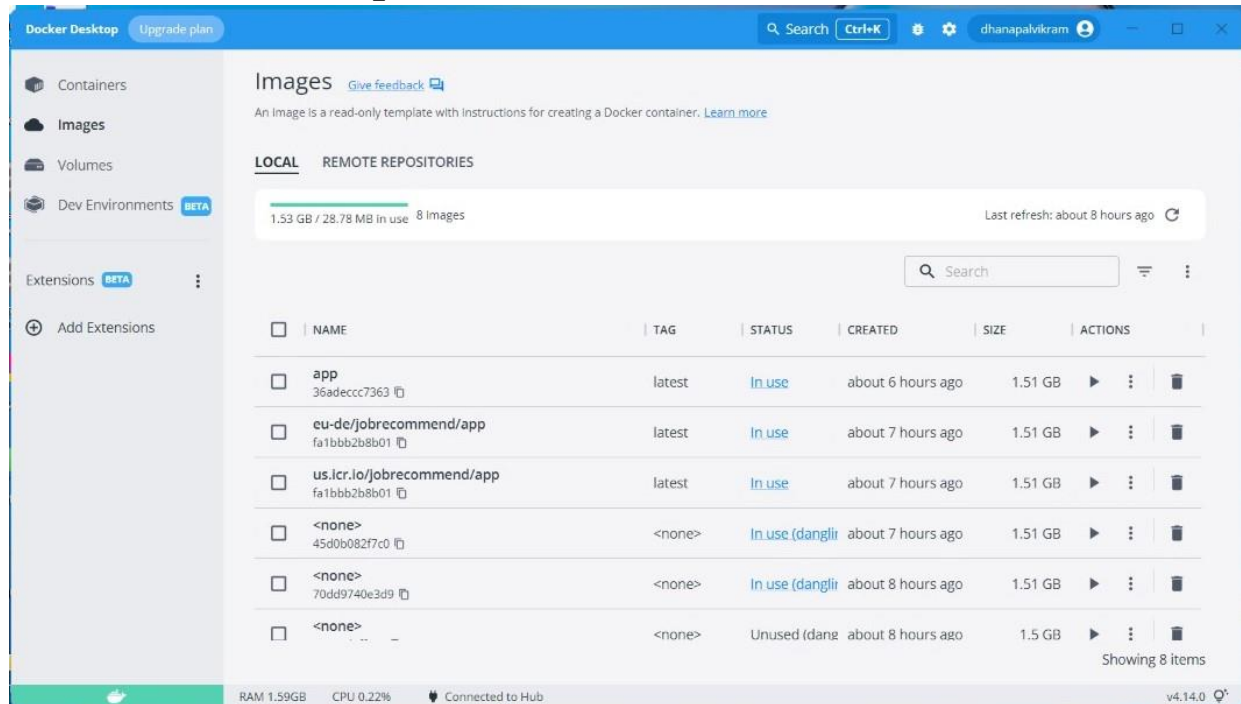 Docker Desktop Upgrade plan Search Ctrl+K dhanapalvikram
Containers
Images
Volumes
Dev Environments BETA
Extensions BETA
Add Extensions
Images Give feedback
An image is a read-only template with instructions for creating a Docker container. Learn more
LOCAL REMOTE REPOSITORIES
1.53 GB / 28.78 MB in use 8 images Last refresh: about 8 hours ago
Search
NAME TAG STATUS CREATED SIZE ACTIONS
app latest In use about 6 hours ago 1.51 GB
36adeccc7363
eu-de/jobrecommend/app latest In use about 7 hours ago 1.51 GB
fa1bbb2b8b01
us.icr.io/jobrecommend/app latest In use about 7 hours ago 1.51 GB
fa1bbb2b8b01
<none> <none> In use (danglin about 7 hours ago 1.51 GB
45d0b082f7c0
<none> <none> In use (danglin about 8 hours ago 1.51 GB
70dd9740e3d9
<none> <none> Unused (dang about 8 hours ago 1.5 GB
Showing 8 items
RAM 1.59GB CPU 0.22% Connected to Hub v4.14.0